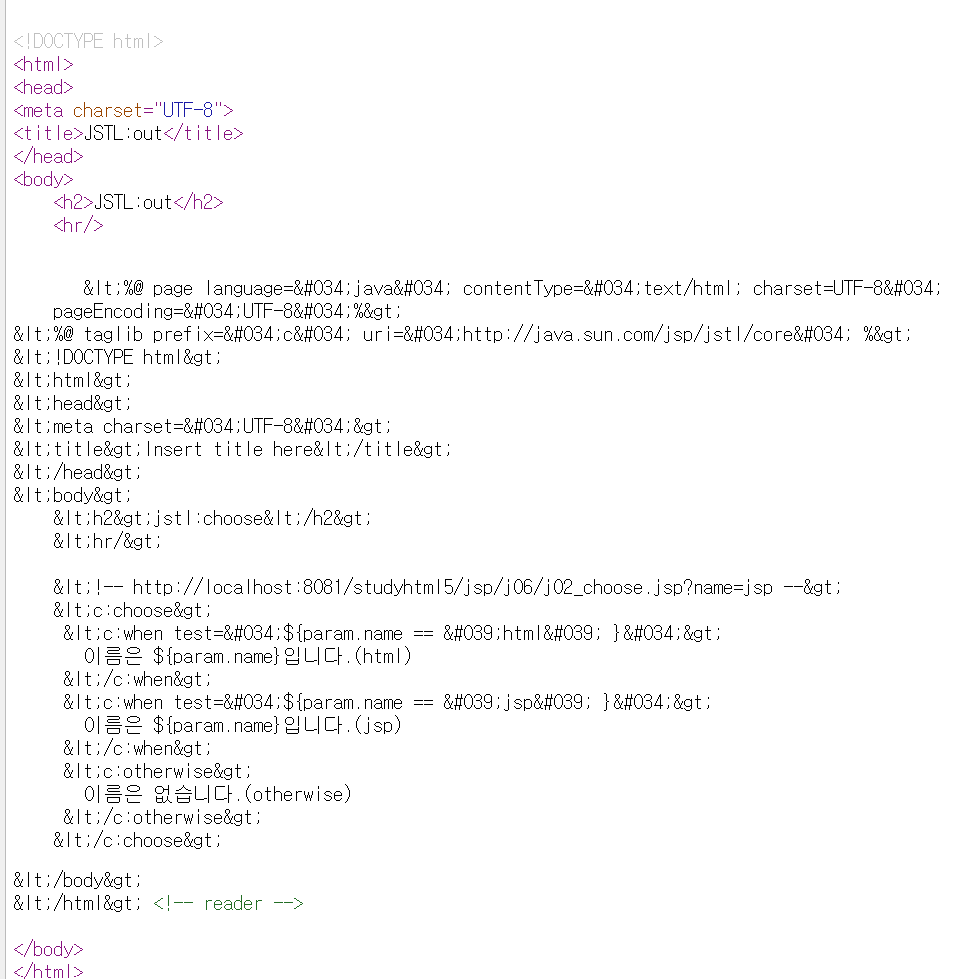 <!DOCTYPE html>
<html>
<head>
<meta charset="UTF-8">
<title>JSTL:out</title>
</head>
<body>
    <h2>JSTL:out</h2>
    <hr/>
       &lt;%@ page language=&#034;java&#034; contentType=&#034;text/html; charset=UTF-8&#034;
    pageEncoding=&#034;UTF-8&#034;%&gt;
&lt;%@ taglib prefix=&#034;c&#034; uri=&#034;http://java.sun.com/jsp/jstl/core&#034; %&gt;
&lt;!DOCTYPE html&gt;
&lt;html&gt;
&lt;head&gt;
&lt;meta charset=&#034;UTF-8&#034;&gt;
&lt;title&gt;Insert title here&lt;/title&gt;
&lt;/head&gt;
&lt;body&gt;
    &lt;h2&gt;jstl:choose&lt;/h2&gt;
    &lt;hr/&gt;
    &lt;!-- http://localhost:8081/studyhtml5/jsp/j06/j02_choose.jsp?name=jsp --&gt;
    &lt;c:choose&gt;
     &lt;c:when test=&#034;${param.name == &#039;html&#039; }&#034;&gt;
       이름은 ${param.name}입니다.(html)
     &lt;/c:when&gt;
     &lt;c:when test=&#034;${param.name == &#039;jsp&#039; }&#034;&gt;
       이름은 ${param.name}입니다.(jsp)
     &lt;/c:when&gt;
     &lt;c:otherwise&gt;
       이름은 없습니다.(otherwise)
     &lt;/c:otherwise&gt;
    &lt;/c:choose&gt;
&lt;/body&gt;
&lt;/html&gt; <!-- reader -->
</body>
</html>